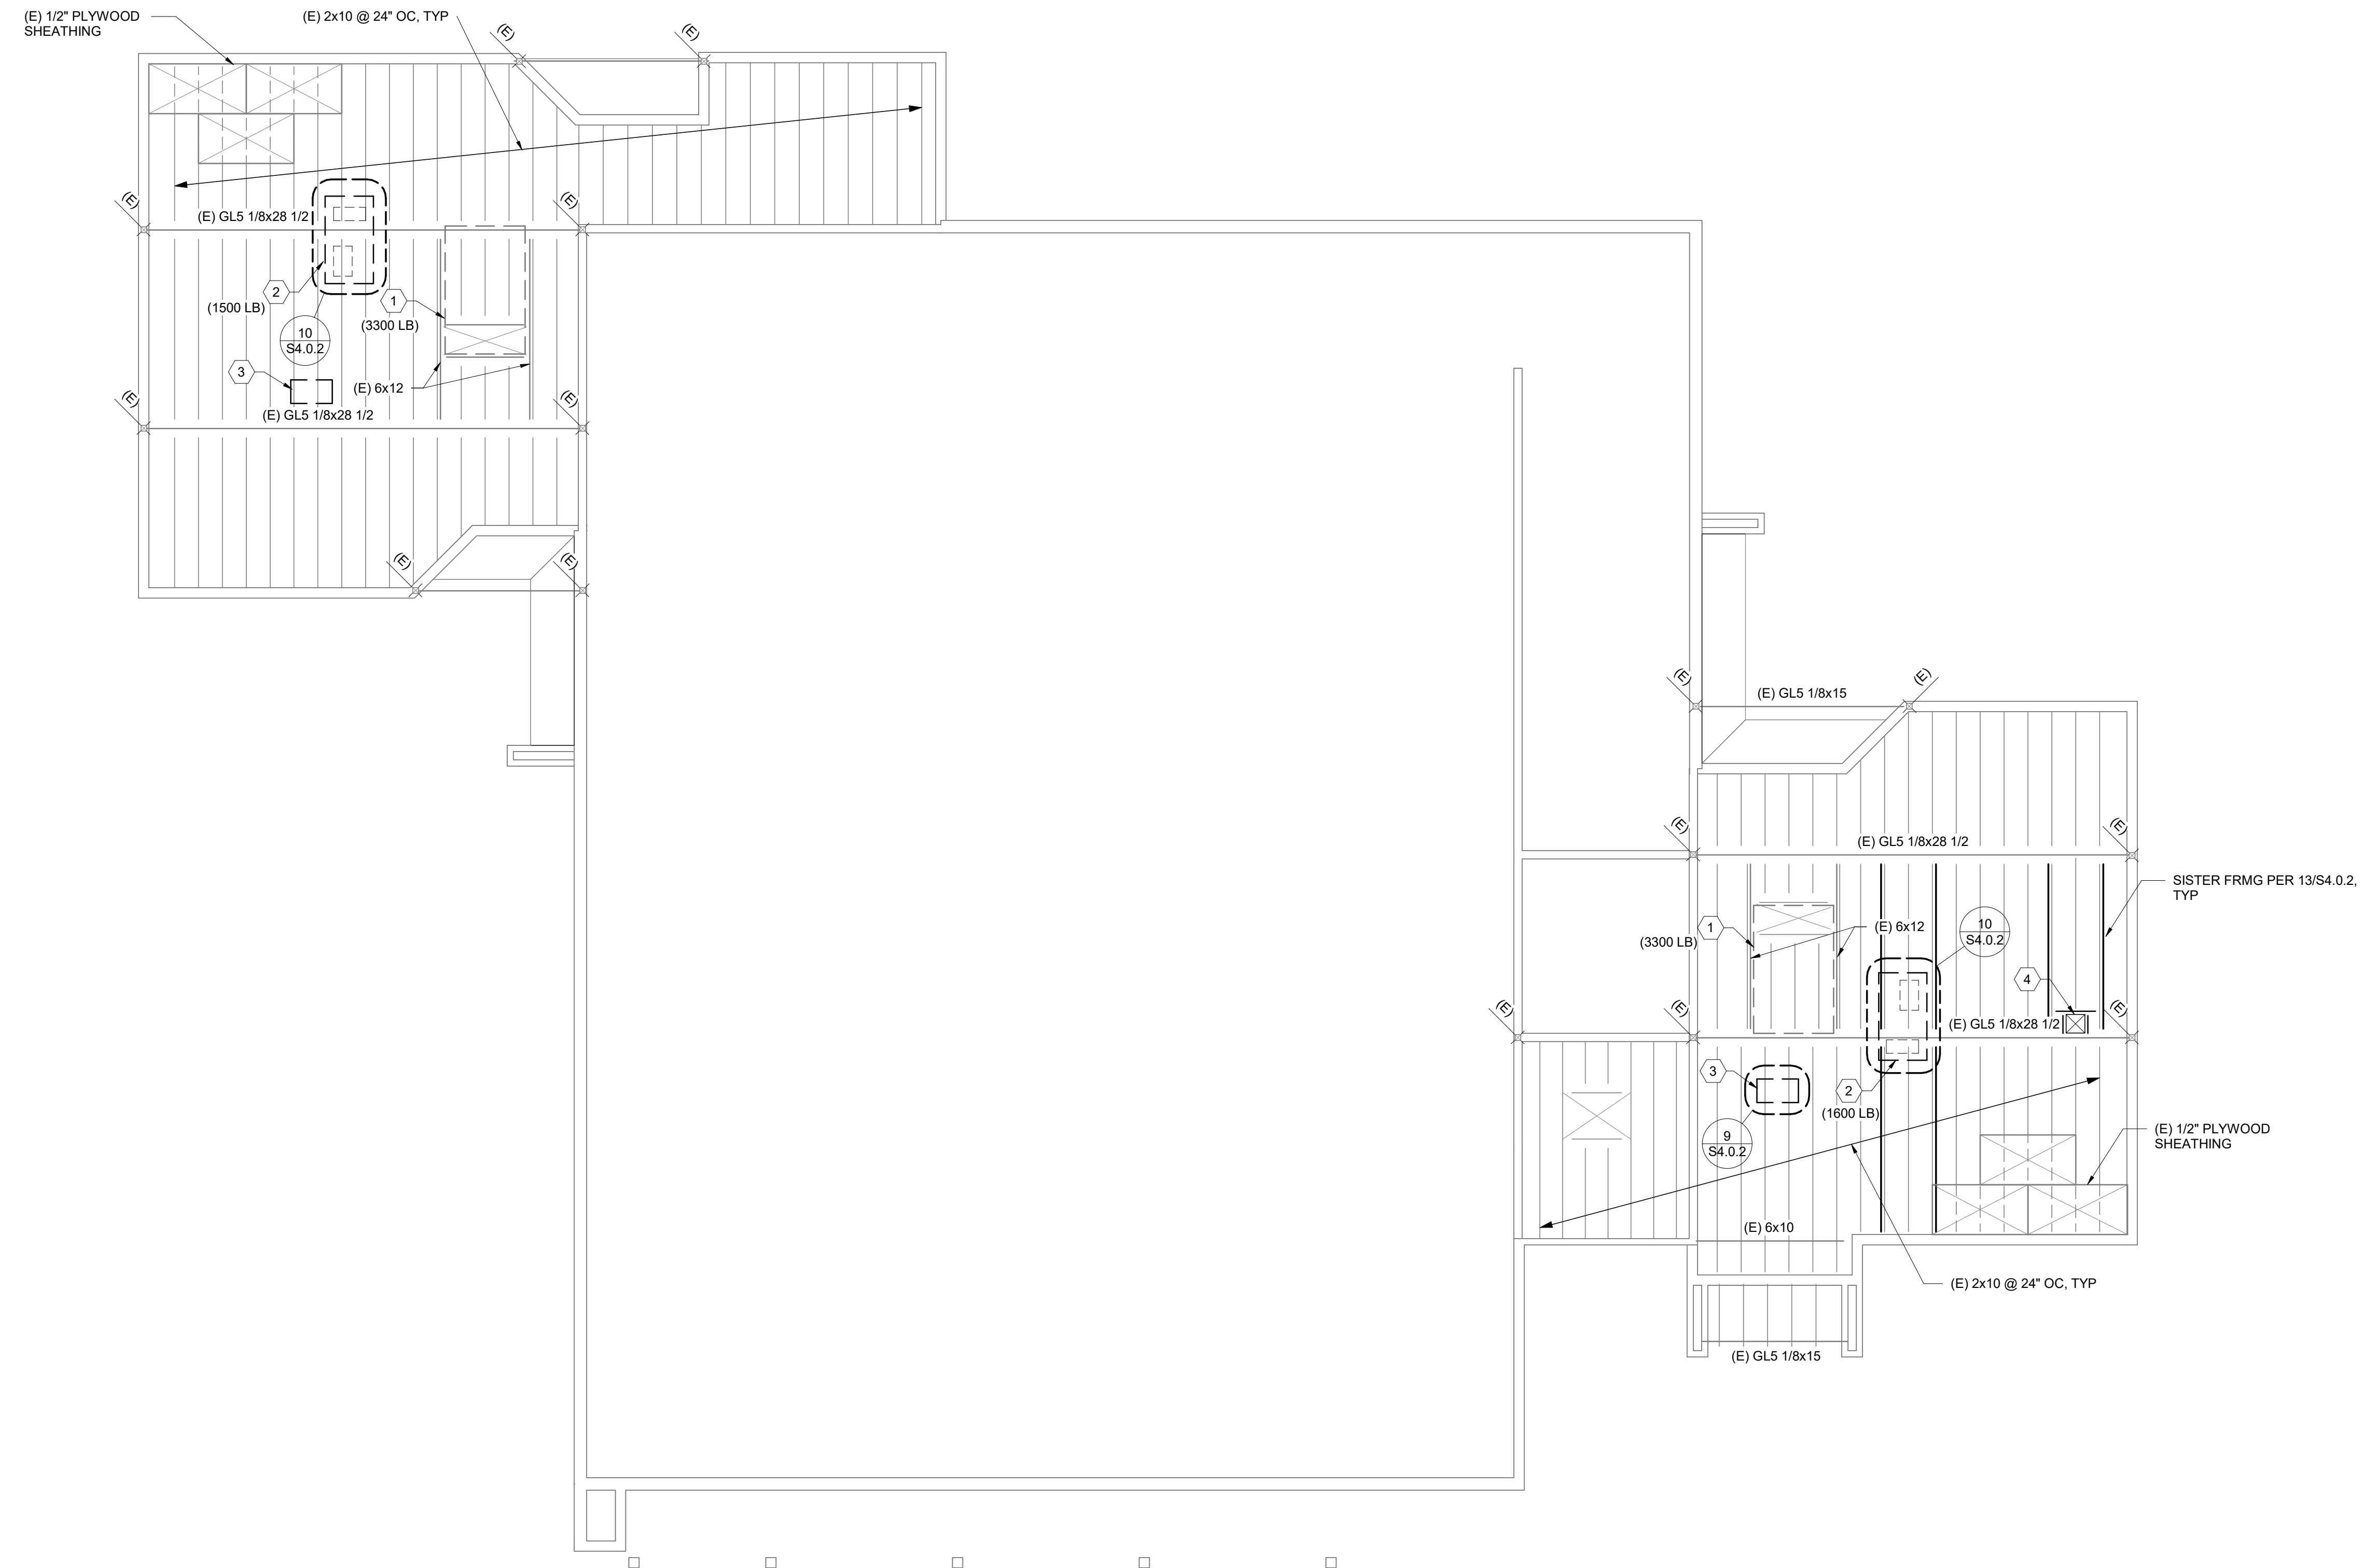 (E) 1/2" PLYWOOD
SHEATHING
(E) 2x10 @ 24" OC, TYP
(E)
(E)
(E)
(E)
(E) GL5 1/8x28 1/2
2
(1500 LB)
1
(3300 LB)
10
S4.0.2
3
(E) 6x12
(E)
(E)
(E) GL5 1/8x28 1/2
(E)
(E)
(E)
(E)
(E) GL5 1/8x15
(E)
(E)
(E) GL5 1/8x28 1/2
SISTER FRMG PER 13/S4.0.2,
TYP
1
(3300 LB)
(E) 6x12
10
S4.0.2
4
(E)
(E)
(E)
(E) GL5 1/8x28 1/2
3
2
(1600 LB)
9
S4.0.2
(E) 1/2" PLYWOOD
SHEATHING
(E) 6x10
(E) 2x10 @ 24" OC, TYP
(E) GL5 1/8x15